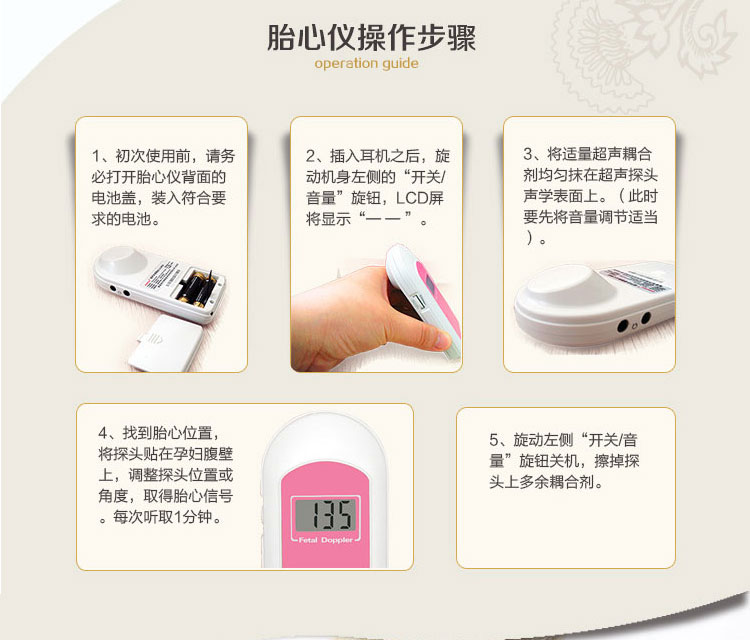 胎心仪操作步骤
operation guide
1、初次使用前，请务
必打开胎心仪背面的
电池盖，装入符合要
求的电池。
2、插入耳机之后，旋
动机身左侧的“开关/
音量”旋钮，LCD屏
将显示“一 一 ”。
3、将适量超声耦合
剂均匀抹在超声探头
声学表面上。（此时
要先将音量调节适当
）。
4、找到胎心位置，
将探头贴在孕妇腹壁
上，调整探头位置或
角度，取得胎心信号
。每次听取1分钟。
135
Fetal Doppler
5、旋动左侧“开关/音
量”旋钮关机，擦掉探
头上多余耦合剂。